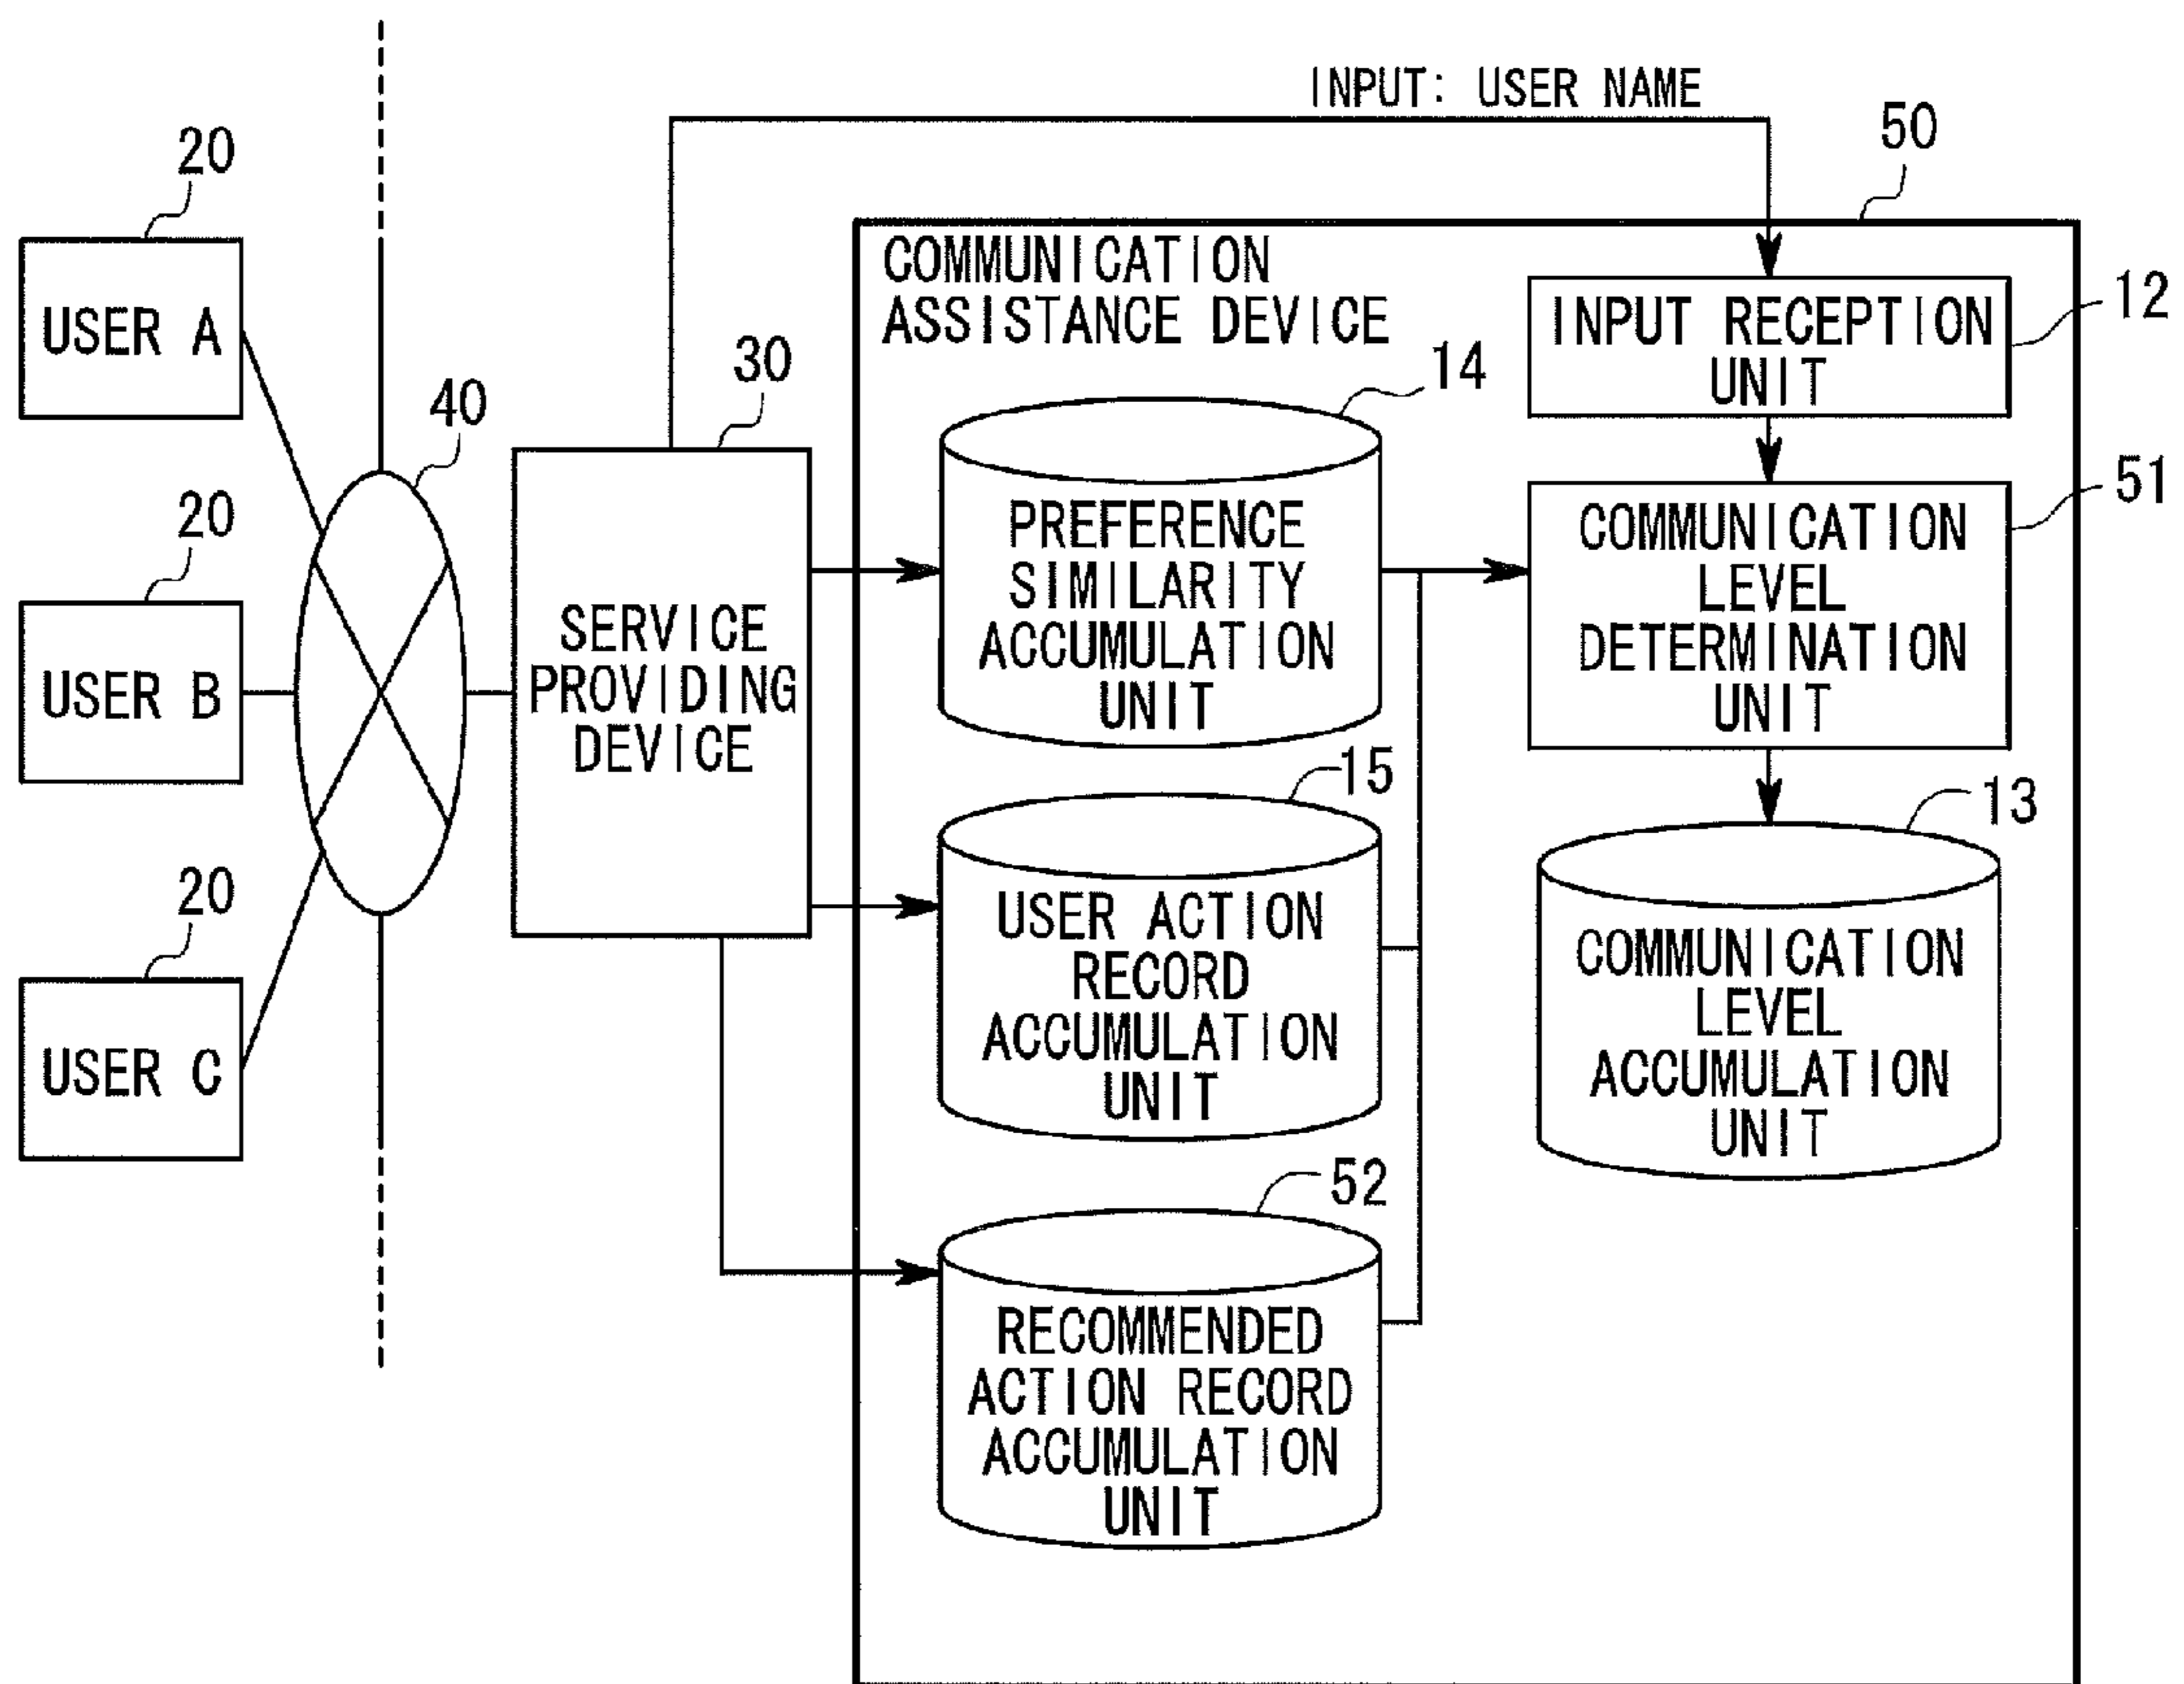 INPUT: USER NAME
50
20
USER A
20
USER B
20
USER C
40
30
SERVICE
PROVIDING
DEVICE
COMMUNICATION
ASSISTANCE DEVICE
14
PREFERENCE
SIMILARITY
ACCUMULATION
UNIT
15
USER ACTION
RECORD
ACCUMULATION
UNIT
52
RECOMMENDED
ACTION RECORD
ACCUMULATION
UNIT
12
INPUT RECEPTION
UNIT
51
COMMUNICATION
LEVEL
DETERMINATION
UNIT
13
COMMUNICATION
LEVEL
ACCUMULATION
UNIT